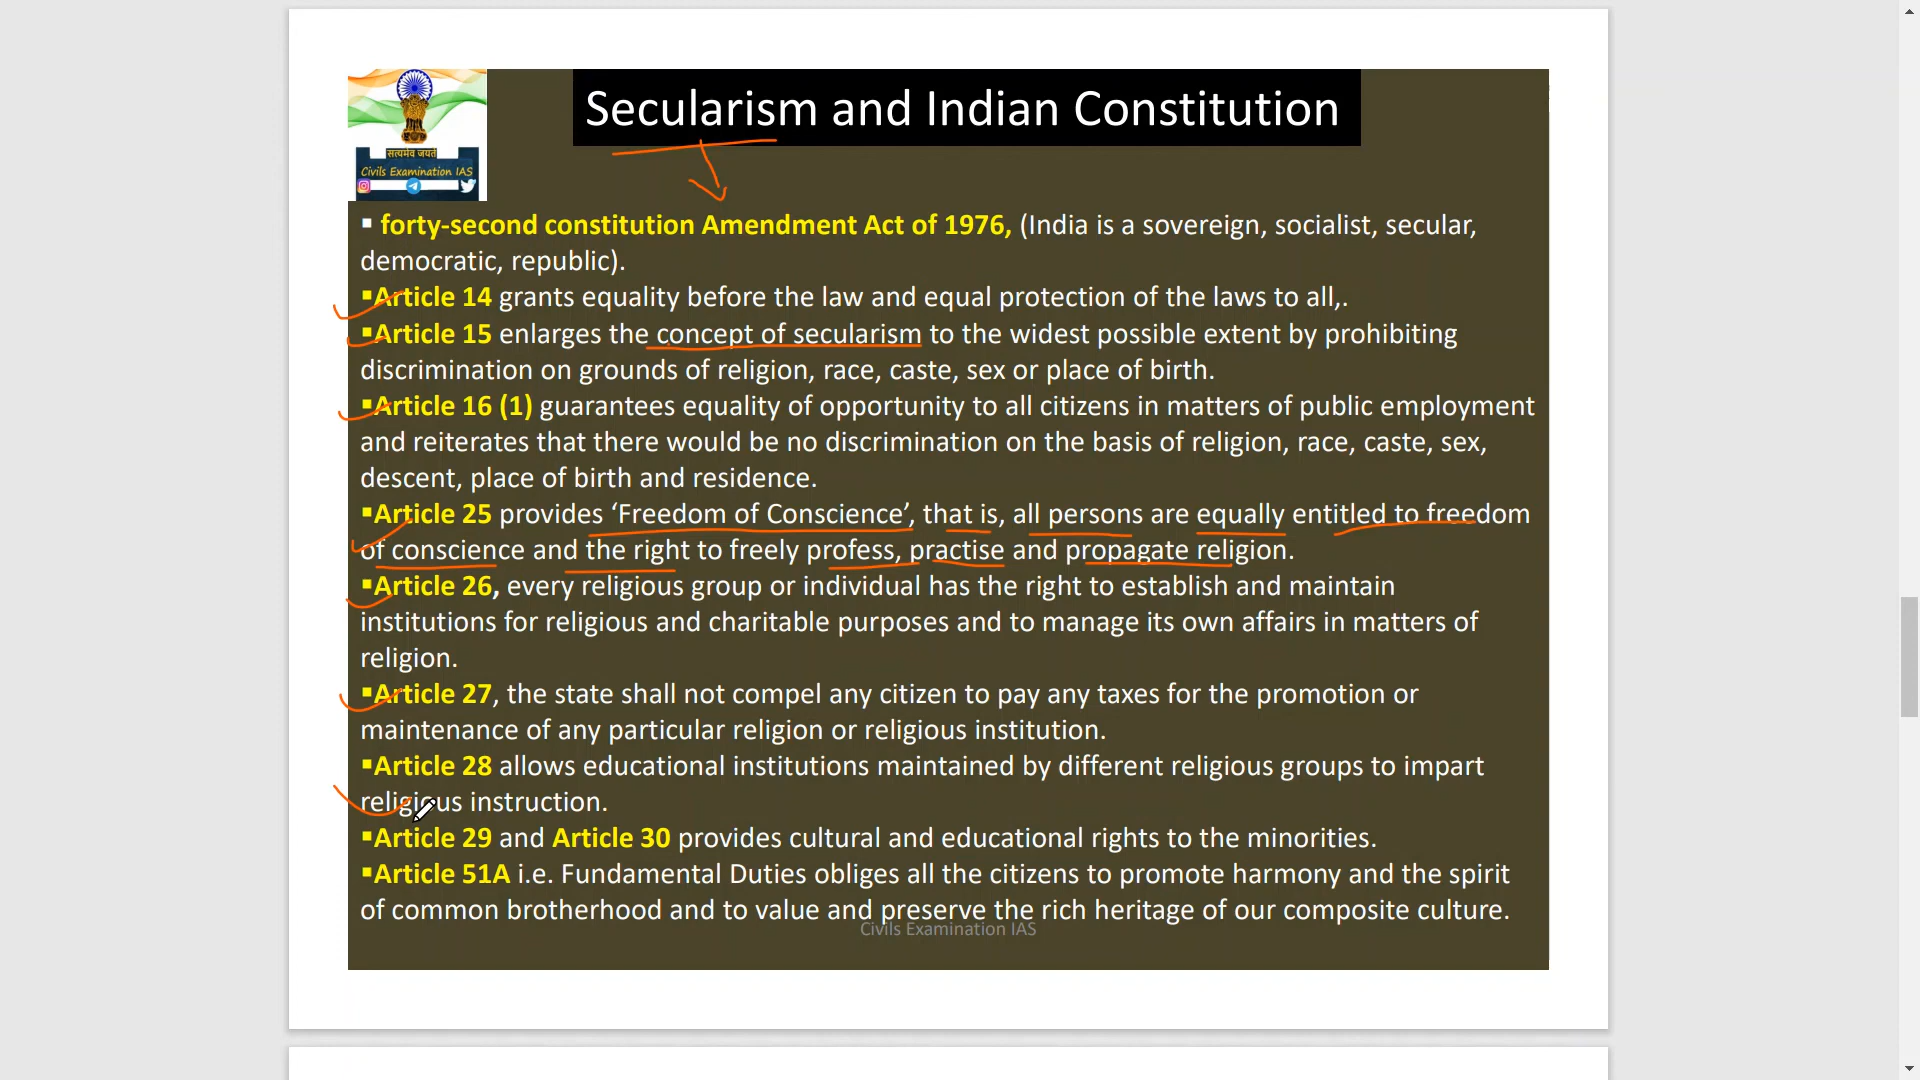 Secularism and Indian Constitution
सत्यमेव जयते
Civils Examination IAS
▪ forty-second constitution Amendment Act of 1976, (India is a sovereign, socialist, secular,
democratic, republic).
▪Article 14 grants equality before the law and equal protection of the laws to all,.
▪Article 15 enlarges the concept of secularism to the widest possible extent by prohibiting
discrimination on grounds of religion, race, caste, sex or place of birth.
▪Article 16 (1) guarantees equality of opportunity to all citizens in matters of public employment
and reiterates that there would be no discrimination on the basis of religion, race, caste, sex,
descent, place of birth and residence.
▪Article 25 provides ‘Freedom of Conscience’, that is, all persons are equally entitled to freedom
of conscience and the right to freely profess, practise and propagate religion.
▪Article 26, every religious group or individual has the right to establish and maintain
institutions for religious and charitable purposes and to manage its own affairs in matters of
religion.
▪Article 27, the state shall not compel any citizen to pay any taxes for the promotion or
maintenance of any particular religion or religious institution.
▪Article 28 allows educational institutions maintained by different religious groups to impart
religious instruction.
▪Article 29 and Article 30 provides cultural and educational rights to the minorities.
▪Article 51A i.e. Fundamental Duties obliges all the citizens to promote harmony and the spirit
of common brotherhood and to value and preserve the rich heritage of our composite culture.
Civils Examination IAS